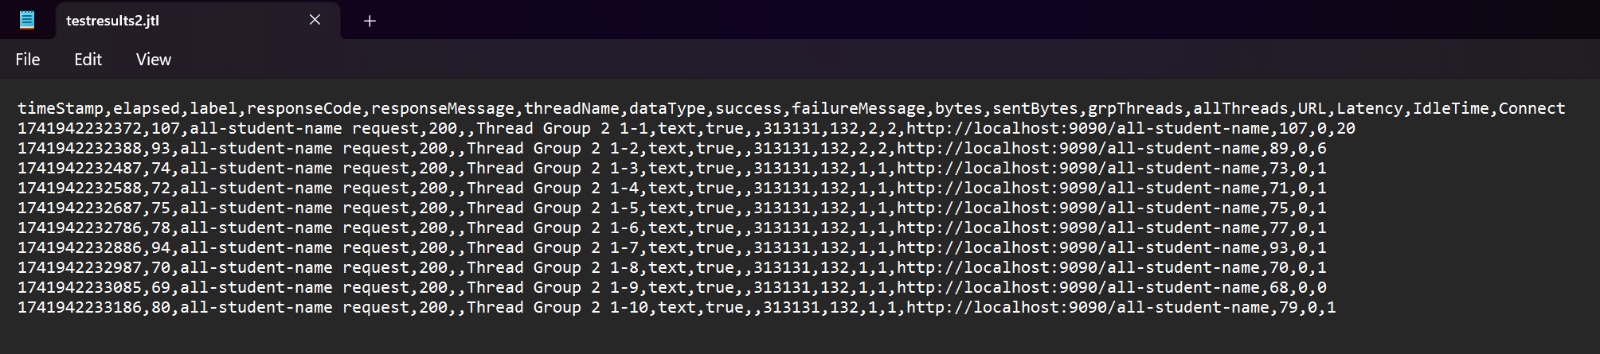 testresults2.jtl
File Edit View
timeStamp,elapsed,label,responseCode,responseMessage,threadName,dataType,success,failureMessage,bytes,sentBytes,grpThreads,allThreads,URL,Latency,IdleTime,Connect
1741942232372,107,all-student-name request,200,,Thread Group 2 1-1,text,true,,313131,132,2,2,http://localhost:9090/all-student-name,107,0,20
1741942232388,93,all-student-name request,200,,Thread Group 2 1-2,text,true,,313131,132,2,2,http://localhost:9090/all-student-name,89,0,6
1741942232487,74,all-student-name request,200,,Thread Group 2 1-3,text,true,,313131,132,1,1,http://localhost:9090/all-student-name,73,0,1
1741942232588,72,all-student-name request,200,,Thread Group 2 1-4,text,true,,313131,132,1,1,http://localhost:9090/all-student-name,71,0,1
1741942232687,75,all-student-name request,200,,Thread Group 2 1-5,text,true,,313131,132,1,1,http://localhost:9090/all-student-name,75,0,1
1741942232786,78,all-student-name request,200,,Thread Group 2 1-6,text,true,,313131,132,1,1,http://localhost:9090/all-student-name,77,0,1
1741942232886,94,all-student-name request,200,,Thread Group 2 1-7,text,true,,313131,132,1,1,http://localhost:9090/all-student-name,93,0,1
1741942232987,70,all-student-name request,200,,Thread Group 2 1-8,text,true,,313131,132,1,1,http://localhost:9090/all-student-name,70,0,1
1741942233085,69,all-student-name request,200,,Thread Group 2 1-9,text,true,,313131,132,1,1,http://localhost:9090/all-student-name,68,0,0
1741942233186,80,all-student-name request,200,,Thread Group 2 1-10,text,true,,313131,132,1,1,http://localhost:9090/all-student-name,79,0,1